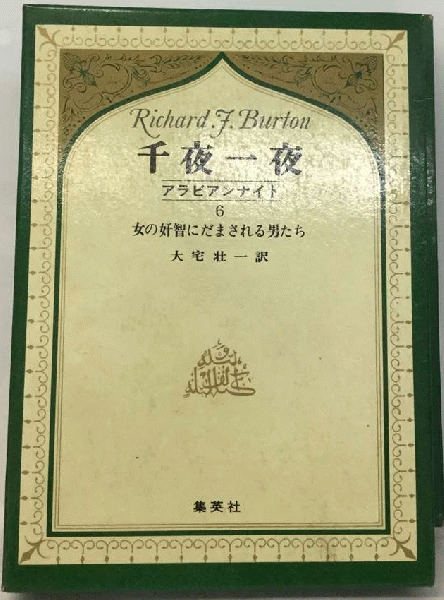 Richard F. Burton
千夜一夜
アラビアンナイト
6
女の奸智にだまされる男たち
大宅壮一訳
集英社